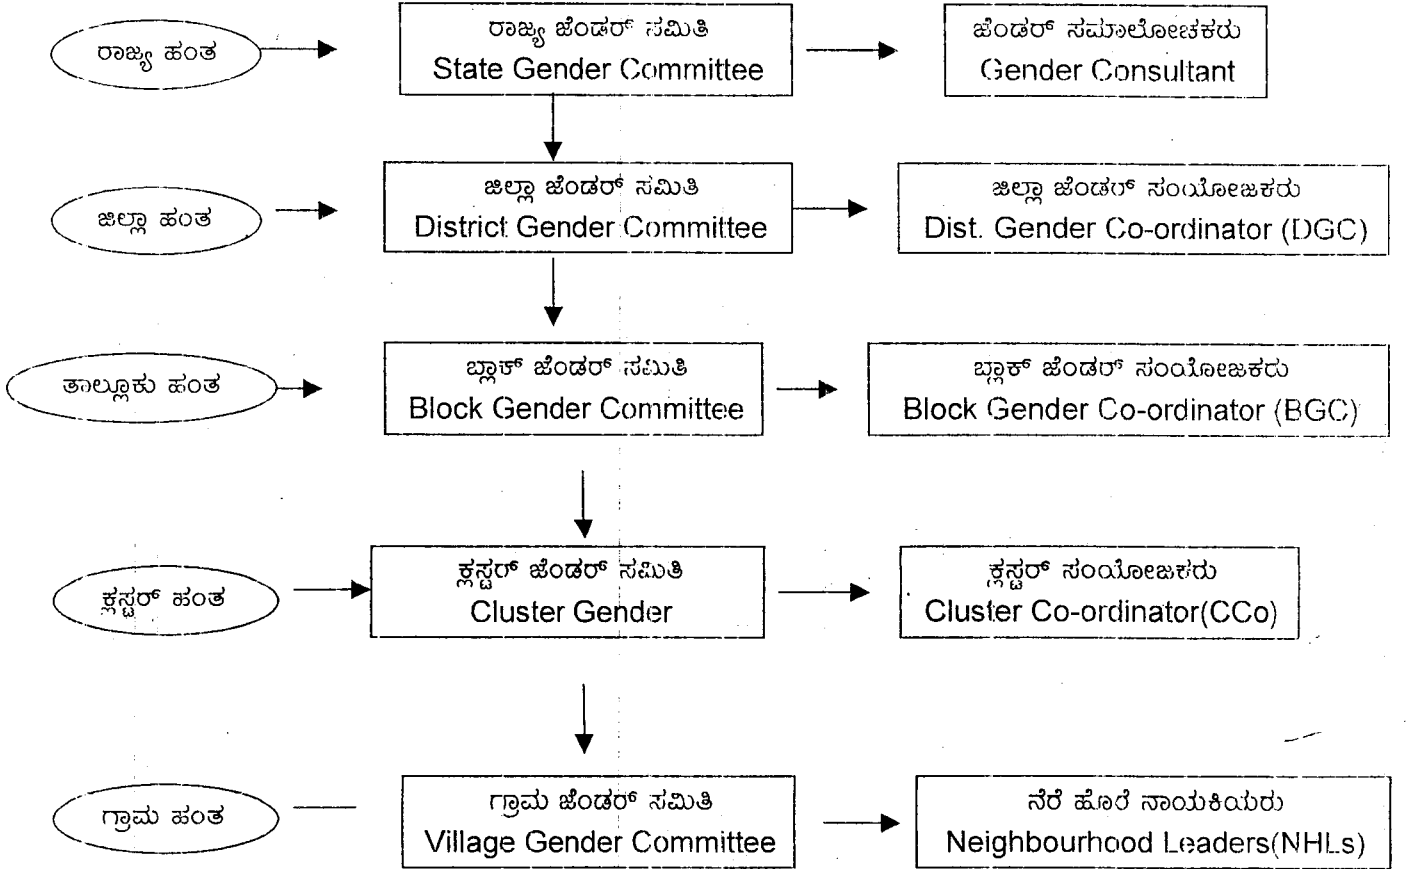 ರಾಜ್ಯ ಹಂತ
ರಾಜ್ಯ ಜೆಂಡರ್ ಸಮಿತಿ
State Gender Committee
ಜೆಂಡರ್ ಸಮಾಲೋಚಕರು
Gender Consultant
ಜಿಲ್ಲಾ ಹಂತ
ಜಿಲ್ಲಾ ಜೆಂಡರ್ ಸಮಿತಿ
District Gender Committee
ಜಿಲ್ಲಾ ಜೆಂಡರ್ ಸಂಯೋಜಕರು
Dist. Gender Co-ordinator (DGC)
ತಾಲ್ಲೂಕು ಹಂತ
ಬ್ಲಾಕ್ ಜೆಂಡರ್ ಸಮಿತಿ
Block Gender Committee
ಬ್ಲಾಕ್ ಜೆಂಡರ್ ಸಂಯೋಜಕರು
Block Gender Co-ordinator (BGC)
ಕ್ಲಸ್ಟರ್ ಹಂತ
ಕ್ಲಸ್ಟರ್ ಜೆಂಡರ್ ಸಮಿತಿ
Cluster Gender
ಕ್ಲಸ್ಟರ್ ಸಂಯೋಜಕರು
Cluster Co-ordinator(CCo)
ಗ್ರಾಮ ಹಂತ
ಗ್ರಾಮ ಜೆಂಡರ್ ಸಮಿತಿ
Village Gender Committee
ನೆರೆ ಹೊರೆ ನಾಯಕಿಯರು
Neighbourhood Leaders(NHLs)